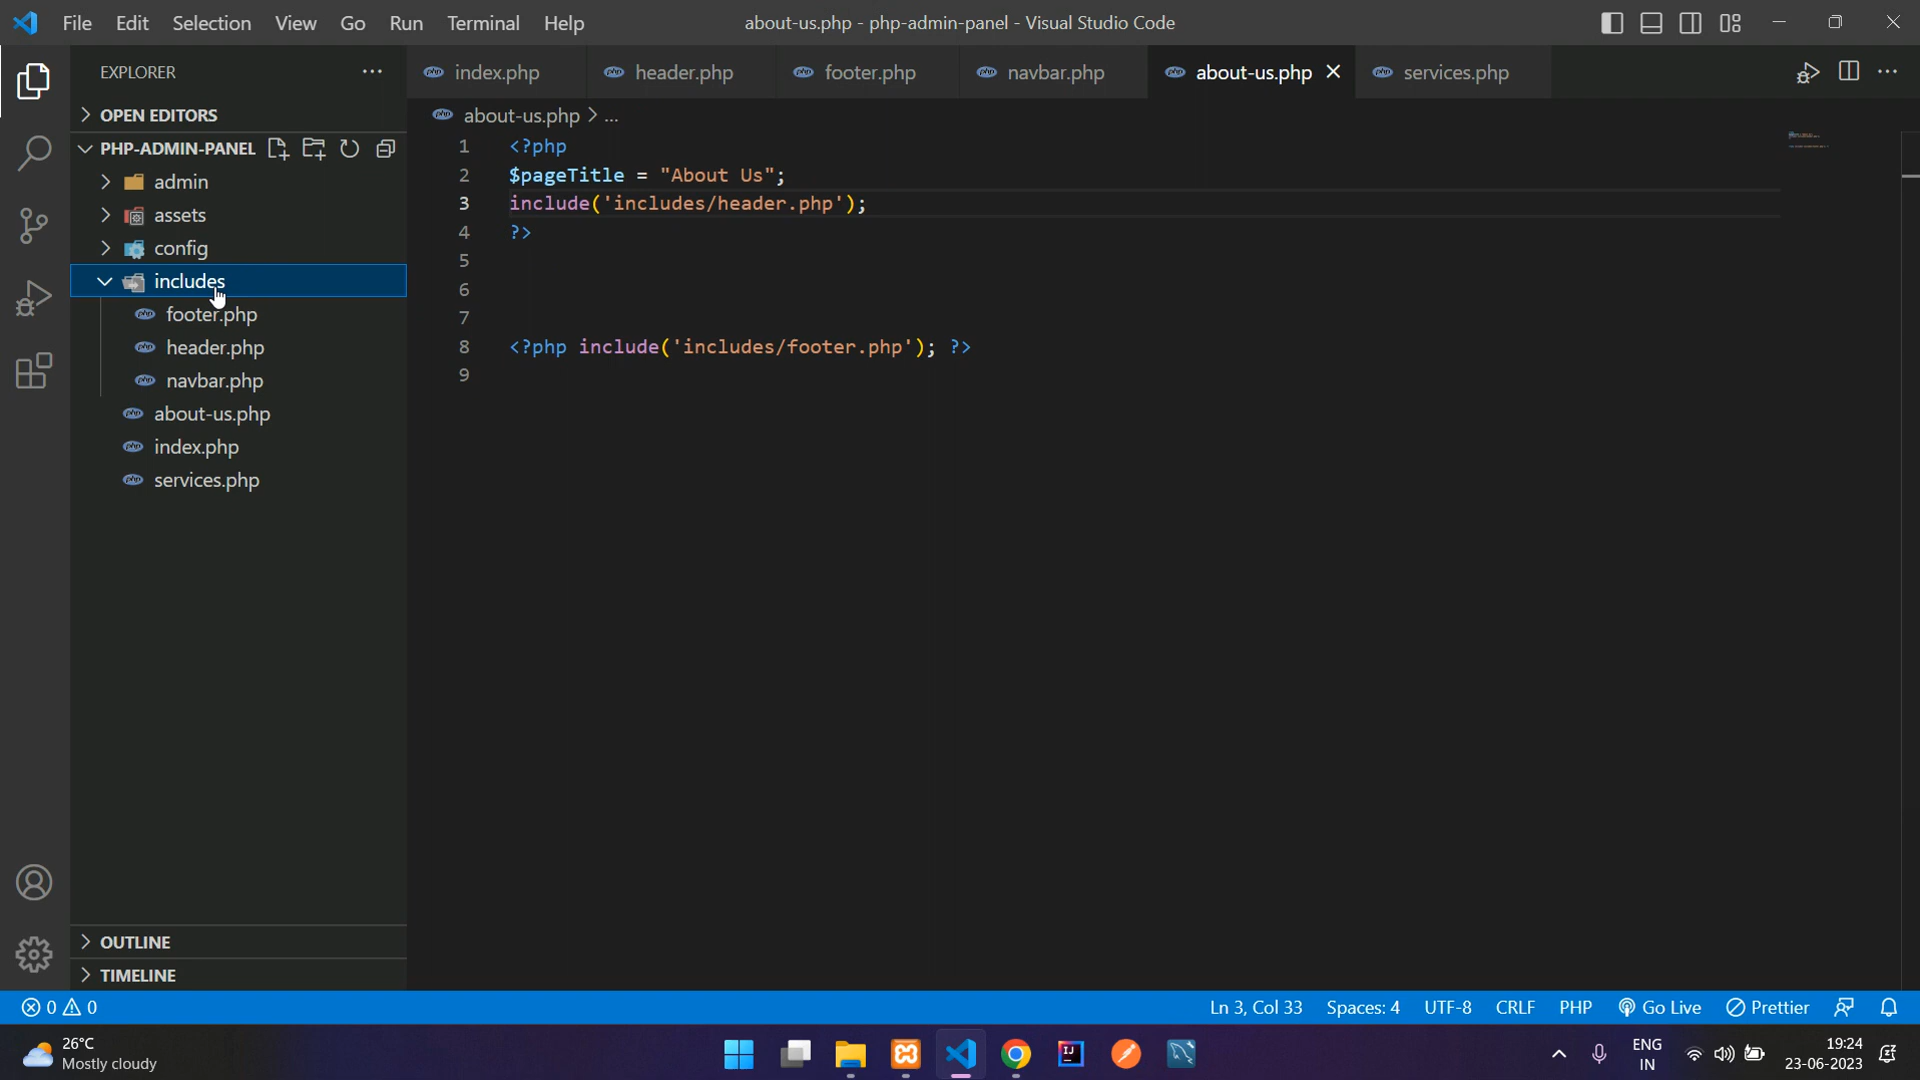 File Edit Selection View Go Run Terminal Help
about-us.php - php-admin-panel - Visual Studio Code
EXPLORER
OPEN EDITORS
PHP-ADMIN-PANEL
admin
assets
config
includes
footer.php
header.php
navbar.php
about-us.php
index.php
services.php
OUTLINE
TIMELINE
index.php header.php footer.php navbar.php about-us.php services.php
about-us.php > ...
1 <?php
2 $pageTitle = "About Us";
3 include('includes/header.php');
4 ?>
5
6
7
8 <?php include('includes/footer.php'); ?>
9
0 0 Ln 3, Col 33 Spaces: 4 UTF-8 CRLF PHP Go Live Prettier
26°C
Mostly cloudy
ENG
IN
19:24
23-06-2023